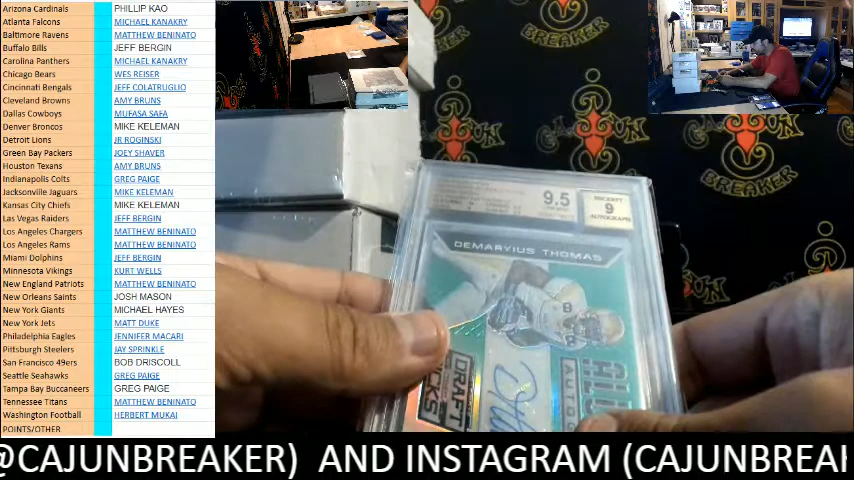 Arizona Cardinals PHILLIP KAO
Atlanta Falcons MICHAEL KANAKRY
Baltimore Ravens MATTHEW BENINATO
Buffalo Bills JEFF BERGIN
Carolina Panthers MICHAEL KANAKRY
Chicago Bears WES REISER
Cincinnati Bengals JEFF COLATRUGLIO
Cleveland Browns AMY BRUNS
Dallas Cowboys MUFASA SAFA
Denver Broncos MIKE KELEMAN
Detroit Lions JR ROGINSKI
Green Bay Packers JOEY SHAVER
Houston Texans AMY BRUNS
Indianapolis Colts GREG PAIGE
Jacksonville Jaguars MIKE KELEMAN
Kansas City Chiefs MIKE KELEMAN
Las Vegas Raiders JEFF BERGIN
Los Angeles Chargers MATTHEW BENINATO
Los Angeles Rams MATTHEW BENINATO
Miami Dolphins JEFF BERGIN
Minnesota Vikings KURT WELLS
New England Patriots MATTHEW BENINATO
New Orleans Saints JOSH MASON
New York Giants MICHAEL HAYES
New York Jets MATT DUKE
Philadelphia Eagles JENNIFER MACARI
Pittsburgh Steelers JAY SPRINKLE
San Francisco 49ers BOB DRISCOLL
Seattle Seahawks GREG PAIGE
Tampa Bay Buccaneers GREG PAIGE
Tennessee Titans MATTHEW BENINATO
Washington Football HERBERT MUKAI
POINTS/OTHER
CAJUN
BREAKER
9.5
BECKETT
9
AUTOGRAPH
DEMARYIUS THOMAS
DRAFT
PICKS
@CAJUNBREAKER) AND INSTAGRAM (CAJUNBREA